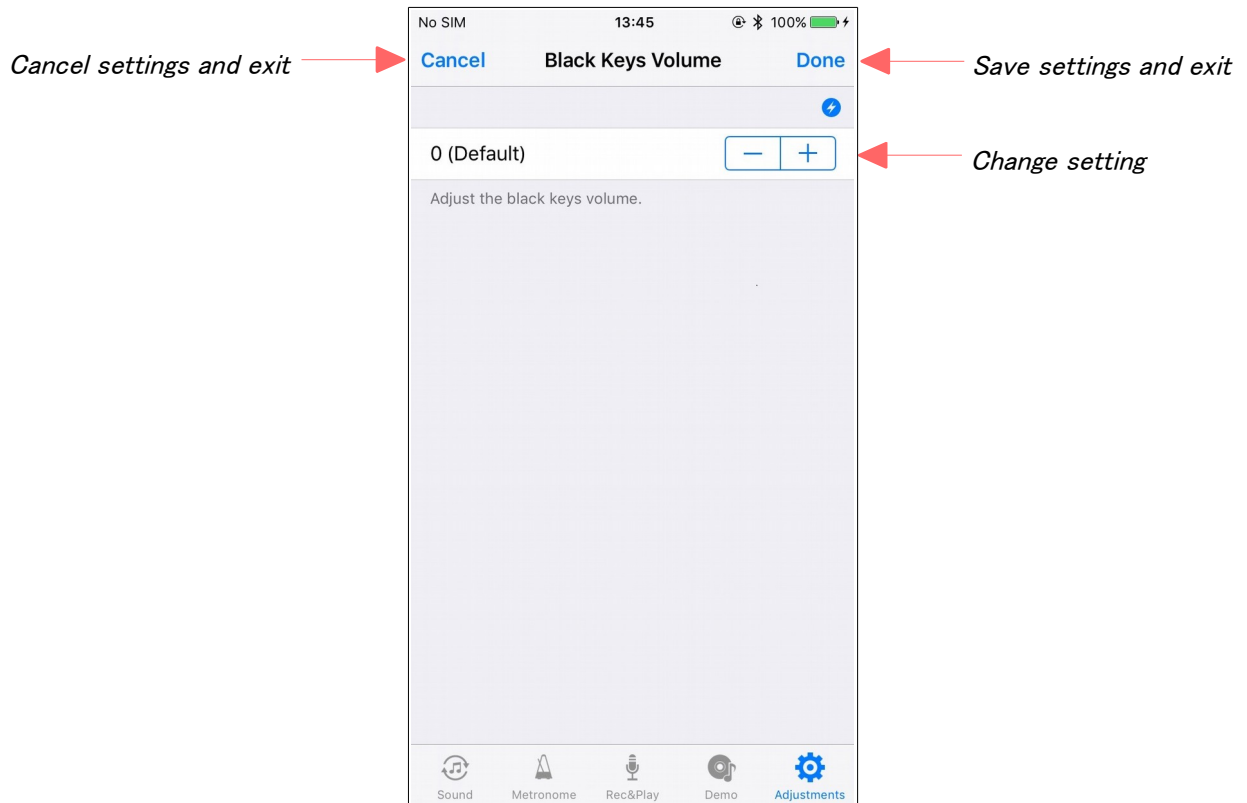 No SIM 13:45 100%
Cancel settings and exit Cancel Black Keys Volume Done Save settings and exit
0 (Default) − + Change setting
Adjust the black keys volume.
Sound Metronome Rec&Play Demo Adjustments